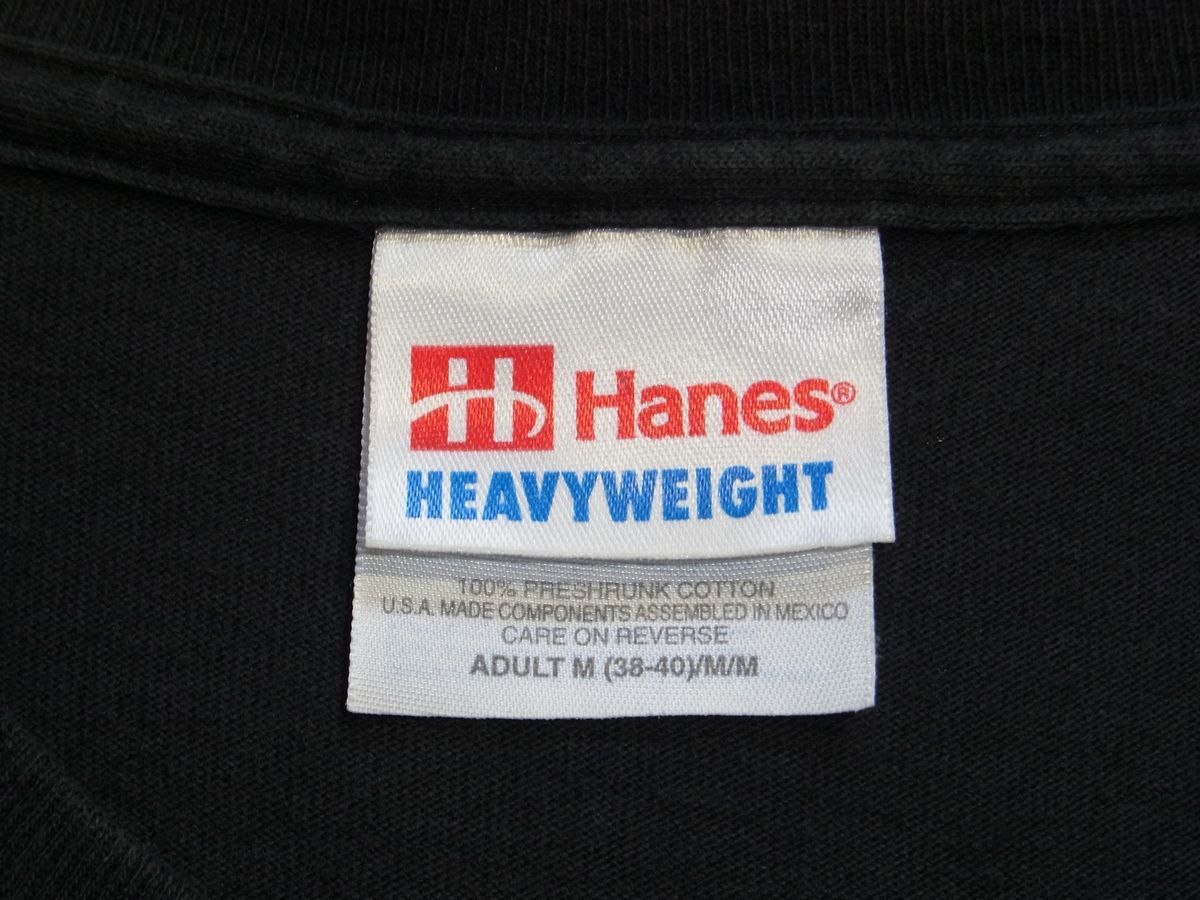 H Hanes®
HEAVYWEIGHT
100% PRESHRUNK COTTON
U.S.A. MADE COMPONENTS ASSEMBLED IN MEXICO
CARE ON REVERSE
ADULT M (38-40)/M/M